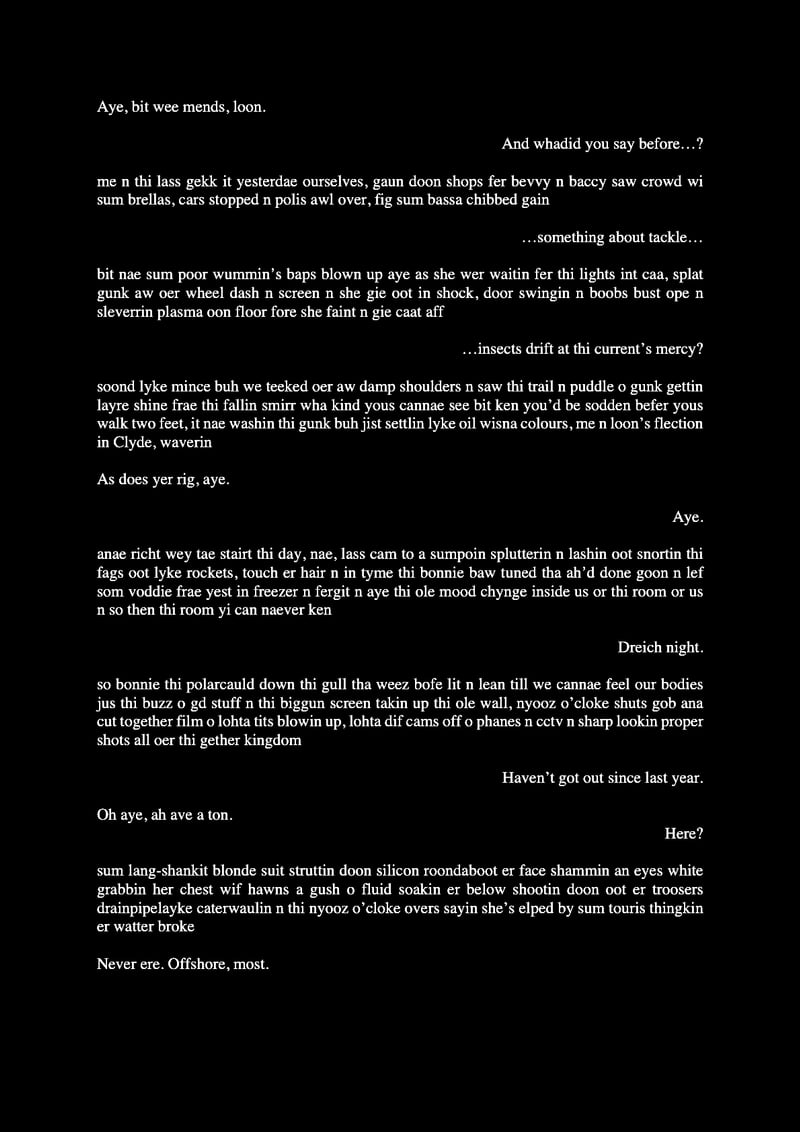 Aye, bit wee mends, loon.
And whadid you say before…?
me n thi lass gekk it yesterdae ourselves, gaun doon shops fer bevvy n baccy saw crowd wi
sum brellas, cars stopped n polis awl over, fig sum bassa chibbed gain
…something about tackle…
bit nae sum poor wummin’s baps blown up aye as she wer waitin fer thi lights int caa, splat
gunk aw oer wheel dash n screen n she gie oot in shock, door swingin n boobs bust ope n
sleverrin plasma oon floor fore she faint n gie caat aff
…insects drift at thi current’s mercy?
soond lyke mince buh we teeked oer aw damp shoulders n saw thi trail n puddle o gunk gettin
layre shine frae thi fallin smirr wha kind yous cannae see bit ken you’d be sodden befer yous
walk two feet, it nae washin thi gunk buh jist settlin lyke oil wisna colours, me n loon’s flection
in Clyde, waverin
As does yer rig, aye.
Aye.
anae richt wey tae stairt thi day, nae, lass cam to a sumpoin splutterin n lashin oot snortin thi
fags oot lyke rockets, touch er hair n in tyme thi bonnie baw tuned tha ah’d done goon n lef
som voddie frae yest in freezer n fergit n aye thi ole mood chynge inside us or thi room or us
n so then thi room yi can naever ken
Dreich night.
so bonnie thi polarcauld down thi gull tha weez bofe lit n lean till we cannae feel our bodies
jus thi buzz o gd stuff n thi biggun screen takin up thi ole wall, nyooz o’cloke shuts gob ana
cut together film o lohta tits blowin up, lohta dif cams off o phanes n cctv n sharp lookin proper
shots all oer thi gether kingdom
Haven’t got out since last year.
Oh aye, ah ave a ton.
Here?
sum lang-shankit blonde suit struttin doon silicon roondaboot er face shammin an eyes white
grabbin her chest wif hawns a gush o fluid soakin er below shootin doon oot er troosers
drainpipelayke caterwaulin n thi nyooz o’cloke overs sayin she’s elped by sum touris thingkin
er watter broke
Never ere. Offshore, most.